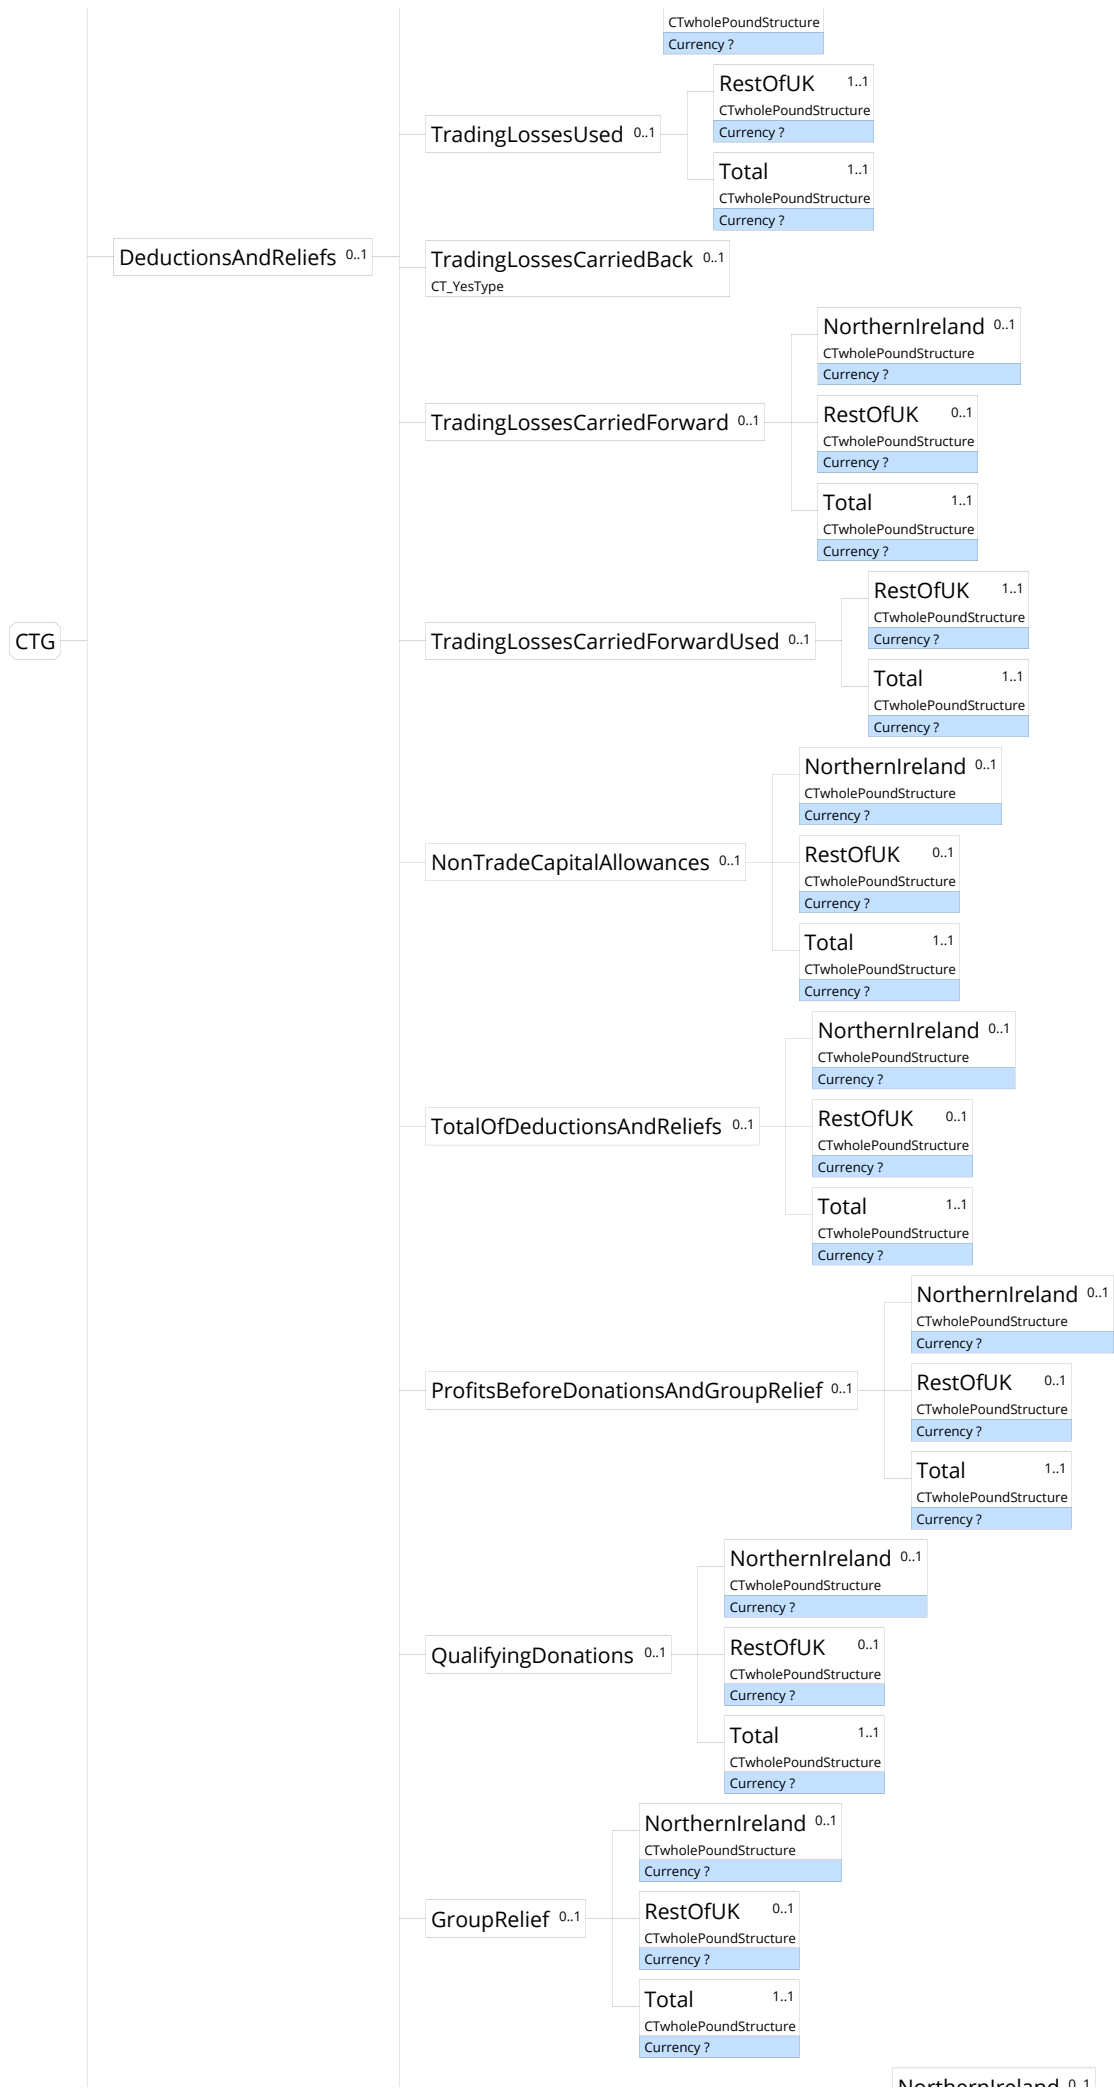 CTwholePoundStructure
Currency ?
RestOfUK 1..1
CTwholePoundStructure
Currency ?
TradingLossesUsed 0..1
Total 1..1
CTwholePoundStructure
Currency ?
DeductionsAndReliefs 0..1
TradingLossesCarriedBack 0..1
CT_YesType
NorthernIreland 0..1
CTwholePoundStructure
Currency ?
RestOfUK 0..1
TradingLossesCarriedForward 0..1
CTwholePoundStructure
Currency ?
Total 1..1
CTwholePoundStructure
Currency ?
RestOfUK 1..1
CTwholePoundStructure
Currency ?
CTG
TradingLossesCarriedForwardUsed 0..1
Total 1..1
CTwholePoundStructure
Currency ?
NorthernIreland 0..1
CTwholePoundStructure
Currency ?
RestOfUK 0..1
NonTradeCapitalAllowances 0..1
CTwholePoundStructure
Currency ?
Total 1..1
CTwholePoundStructure
Currency ?
NorthernIreland 0..1
CTwholePoundStructure
Currency ?
RestOfUK 0..1
TotalOfDeductionsAndReliefs 0..1
CTwholePoundStructure
Currency ?
Total 1..1
CTwholePoundStructure
Currency ?
NorthernIreland 0..1
CTwholePoundStructure
Currency ?
RestOfUK 0..1
ProfitsBeforeDonationsAndGroupRelief 0..1
CTwholePoundStructure
Currency ?
Total 1..1
CTwholePoundStructure
Currency ?
NorthernIreland 0..1
CTwholePoundStructure
Currency ?
RestOfUK 0..1
QualifyingDonations 0..1
CTwholePoundStructure
Currency ?
Total 1..1
CTwholePoundStructure
Currency ?
NorthernIreland 0..1
CTwholePoundStructure
Currency ?
RestOfUK 0..1
GroupRelief 0..1
CTwholePoundStructure
Currency ?
Total 1..1
CTwholePoundStructure
Currency ?
NorthernIreland 0..1